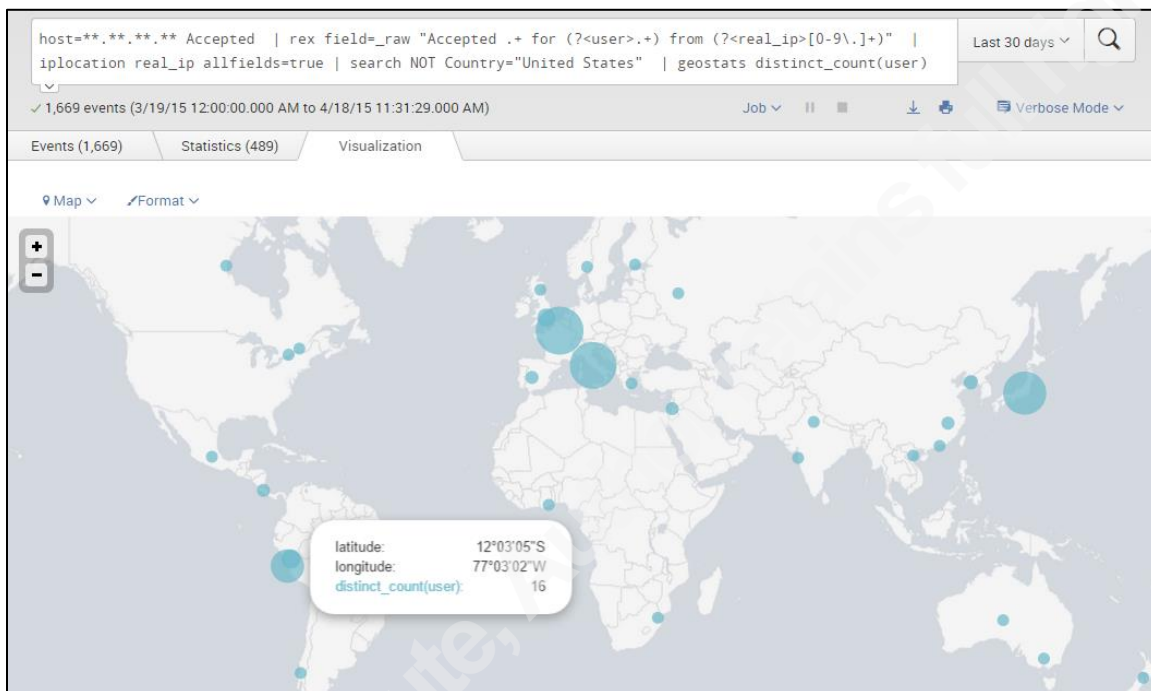 host=**.**.**.** Accepted | rex field=_raw "Accepted .+ for (?<user>.+) from (?<real_ip>[0-9\.]+)" |
iplocation real_ip allfields=true | search NOT Country="United States" | geostats distinct_count(user)
Last 30 days
✓ 1,669 events (3/19/15 12:00:00.000 AM to 4/18/15 11:31:29.000 AM)
Job
Verbose Mode
Events (1,669)
Statistics (489)
Visualization
Map
Format
+
-
latitude: 12°03'05"S
longitude: 77°03'02"W
distinct_count(user): 16